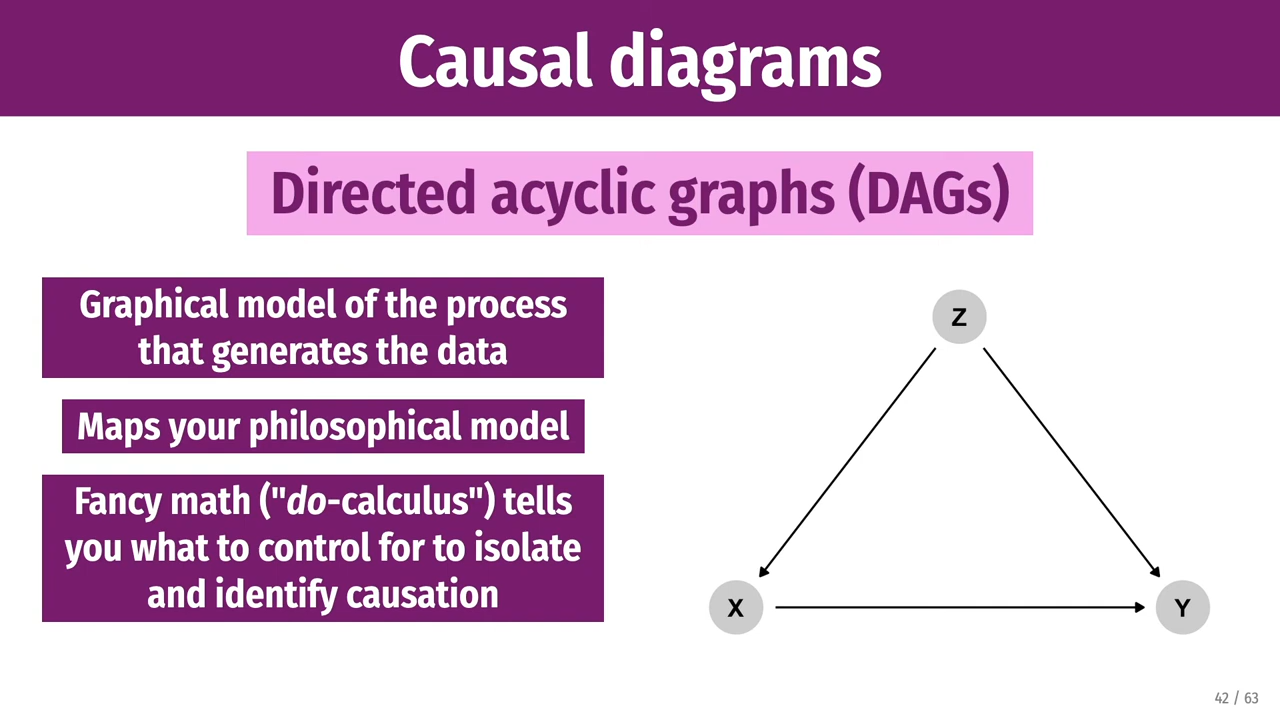 Causal diagrams
Directed acyclic graphs (DAGs)
Graphical model of the process
that generates the data
Maps your philosophical model
Fancy math ("do-calculus") tells
you what to control for to isolate
and identify causation
Z
X
Y
42 / 63